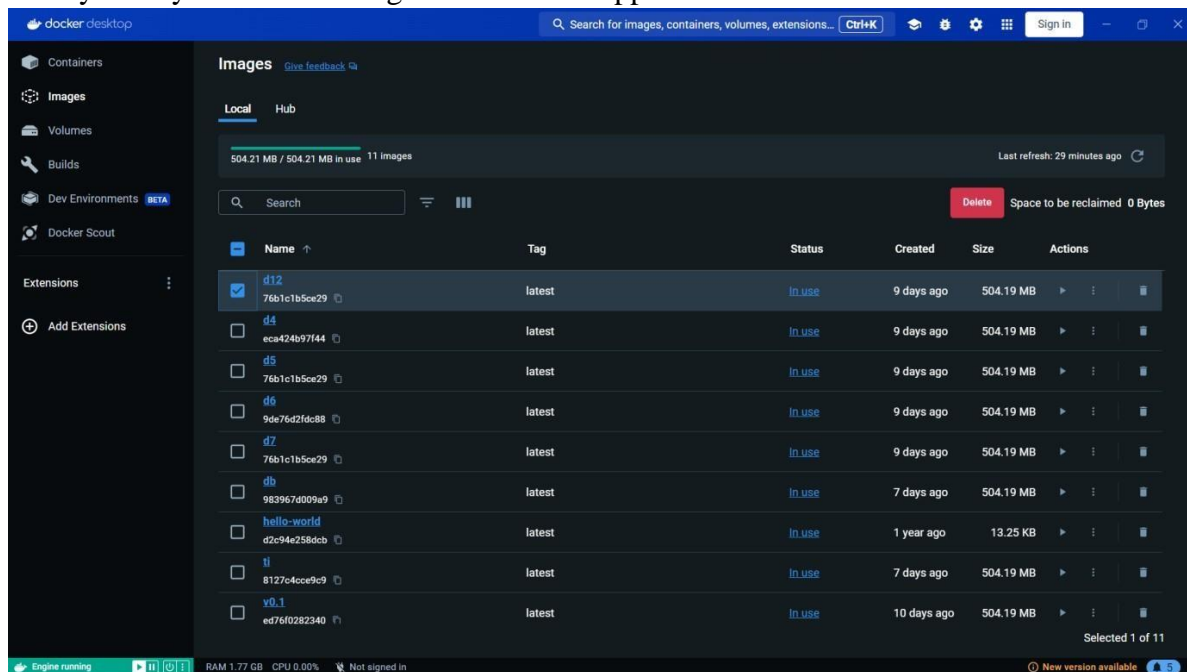 docker desktop
Search for images, containers, volumes, extensions... Ctrl+K
Sign in
Containers
Images
Volumes
Builds
Dev Environments BETA
Docker Scout
Extensions
Add Extensions
Images Give feedback
Local Hub
504.21 MB / 504.21 MB in use 11 images
Last refresh: 29 minutes ago
Search
Delete Space to be reclaimed 0 Bytes
Name Tag Status Created Size Actions
d12
76b1c1b5ce29 latest In use 9 days ago 504.19 MB
d4
eca424b97f44 latest In use 9 days ago 504.19 MB
d5
76b1c1b5ce29 latest In use 9 days ago 504.19 MB
d6
9de76d2fdc88 latest In use 9 days ago 504.19 MB
d7
76b1c1b5ce29 latest In use 9 days ago 504.19 MB
db
983967d009a9 latest In use 7 days ago 504.19 MB
hello-world
d2c94e258dcb latest In use 1 year ago 13.25 KB
ti
8127c4cce9c9 latest In use 7 days ago 504.19 MB
v0.1
ed76f0282340 latest In use 10 days ago 504.19 MB
Selected 1 of 11
Engine running RAM 1.77 GB CPU 0.00% Not signed in New version available 5